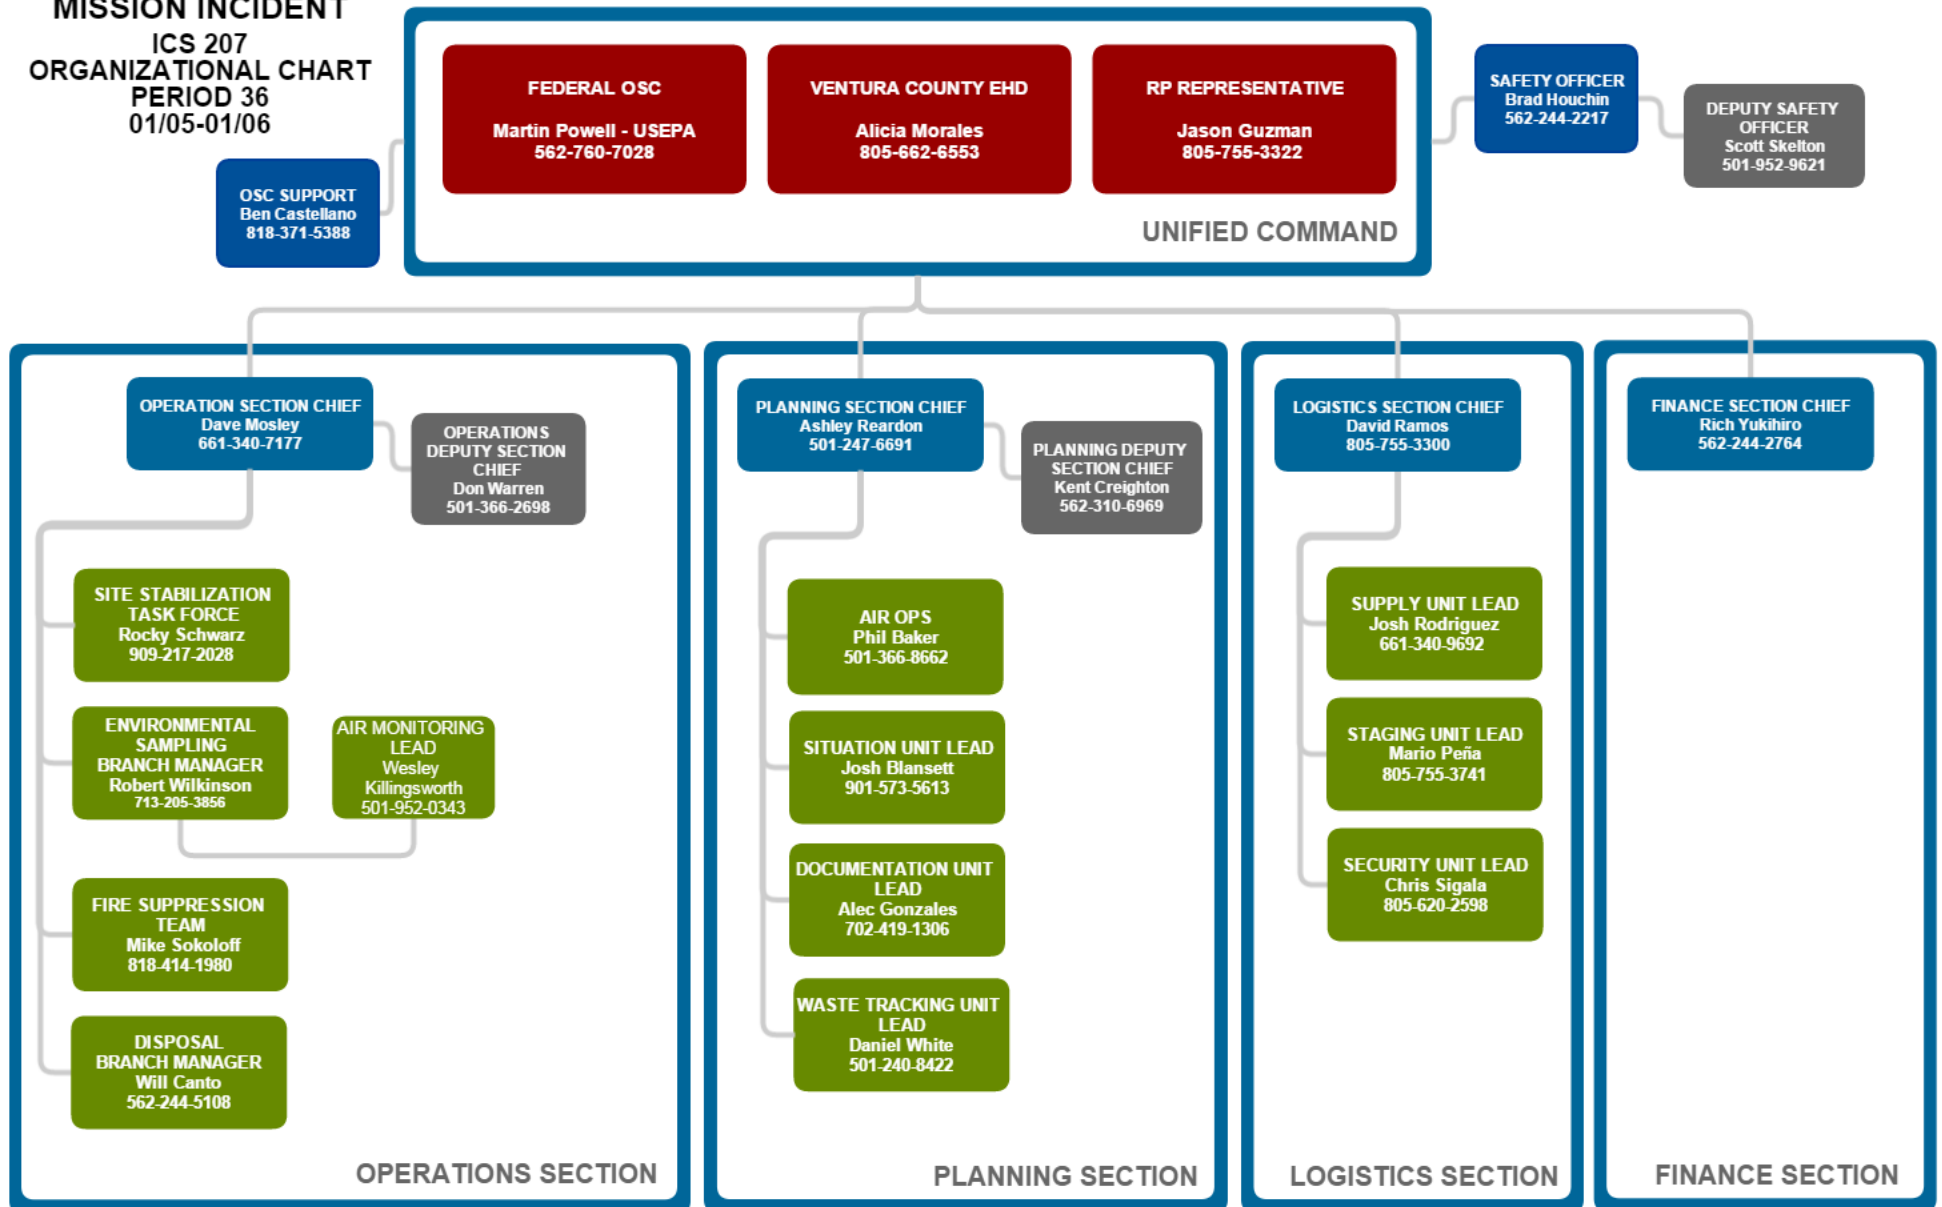 MISSION INCIDENT
ICS 207
ORGANIZATIONAL CHART
PERIOD 36
01/05-01/06
OSC SUPPORT
Ben Castellano
818-371-5388
FEDERAL OSC
Martin Powell - USEPA
562-760-7028
VENTURA COUNTY EHD
Alicia Morales
805-662-6553
RP REPRESENTATIVE
Jason Guzman
805-755-3322
UNIFIED COMMAND
SAFETY OFFICER
Brad Houchin
562-244-2217
DEPUTY SAFETY
OFFICER
Scott Skelton
501-952-9621
OPERATION SECTION CHIEF
Dave Mosley
661-340-7177
OPERATIONS
DEPUTY SECTION
CHIEF
Don Warren
501-366-2698
SITE STABILIZATION
TASK FORCE
Rocky Schwarz
909-217-2028
ENVIRONMENTAL
SAMPLING
BRANCH MANAGER
Robert Wilkinson
713-205-3856
AIR MONITORING
LEAD
Wesley
Killingsworth
501-952-0343
FIRE SUPPRESSION
TEAM
Mike Sokoloff
818-414-1980
DISPOSAL
BRANCH MANAGER
Will Canto
562-244-5108
OPERATIONS SECTION
PLANNING SECTION CHIEF
Ashley Reardon
501-247-6691
PLANNING DEPUTY
SECTION CHIEF
Kent Creighton
562-310-6969
AIR OPS
Phil Baker
501-366-8662
SITUATION UNIT LEAD
Josh Blansett
901-573-5613
DOCUMENTATION UNIT
LEAD
Alec Gonzales
702-419-1306
WASTE TRACKING UNIT
LEAD
Daniel White
501-240-8422
PLANNING SECTION
LOGISTICS SECTION CHIEF
David Ramos
805-755-3300
SUPPLY UNIT LEAD
Josh Rodriguez
661-340-9692
STAGING UNIT LEAD
Mario Peña
805-755-3741
SECURITY UNIT LEAD
Chris Sigala
805-620-2598
LOGISTICS SECTION
FINANCE SECTION CHIEF
Rich Yukihiro
562-244-2764
FINANCE SECTION